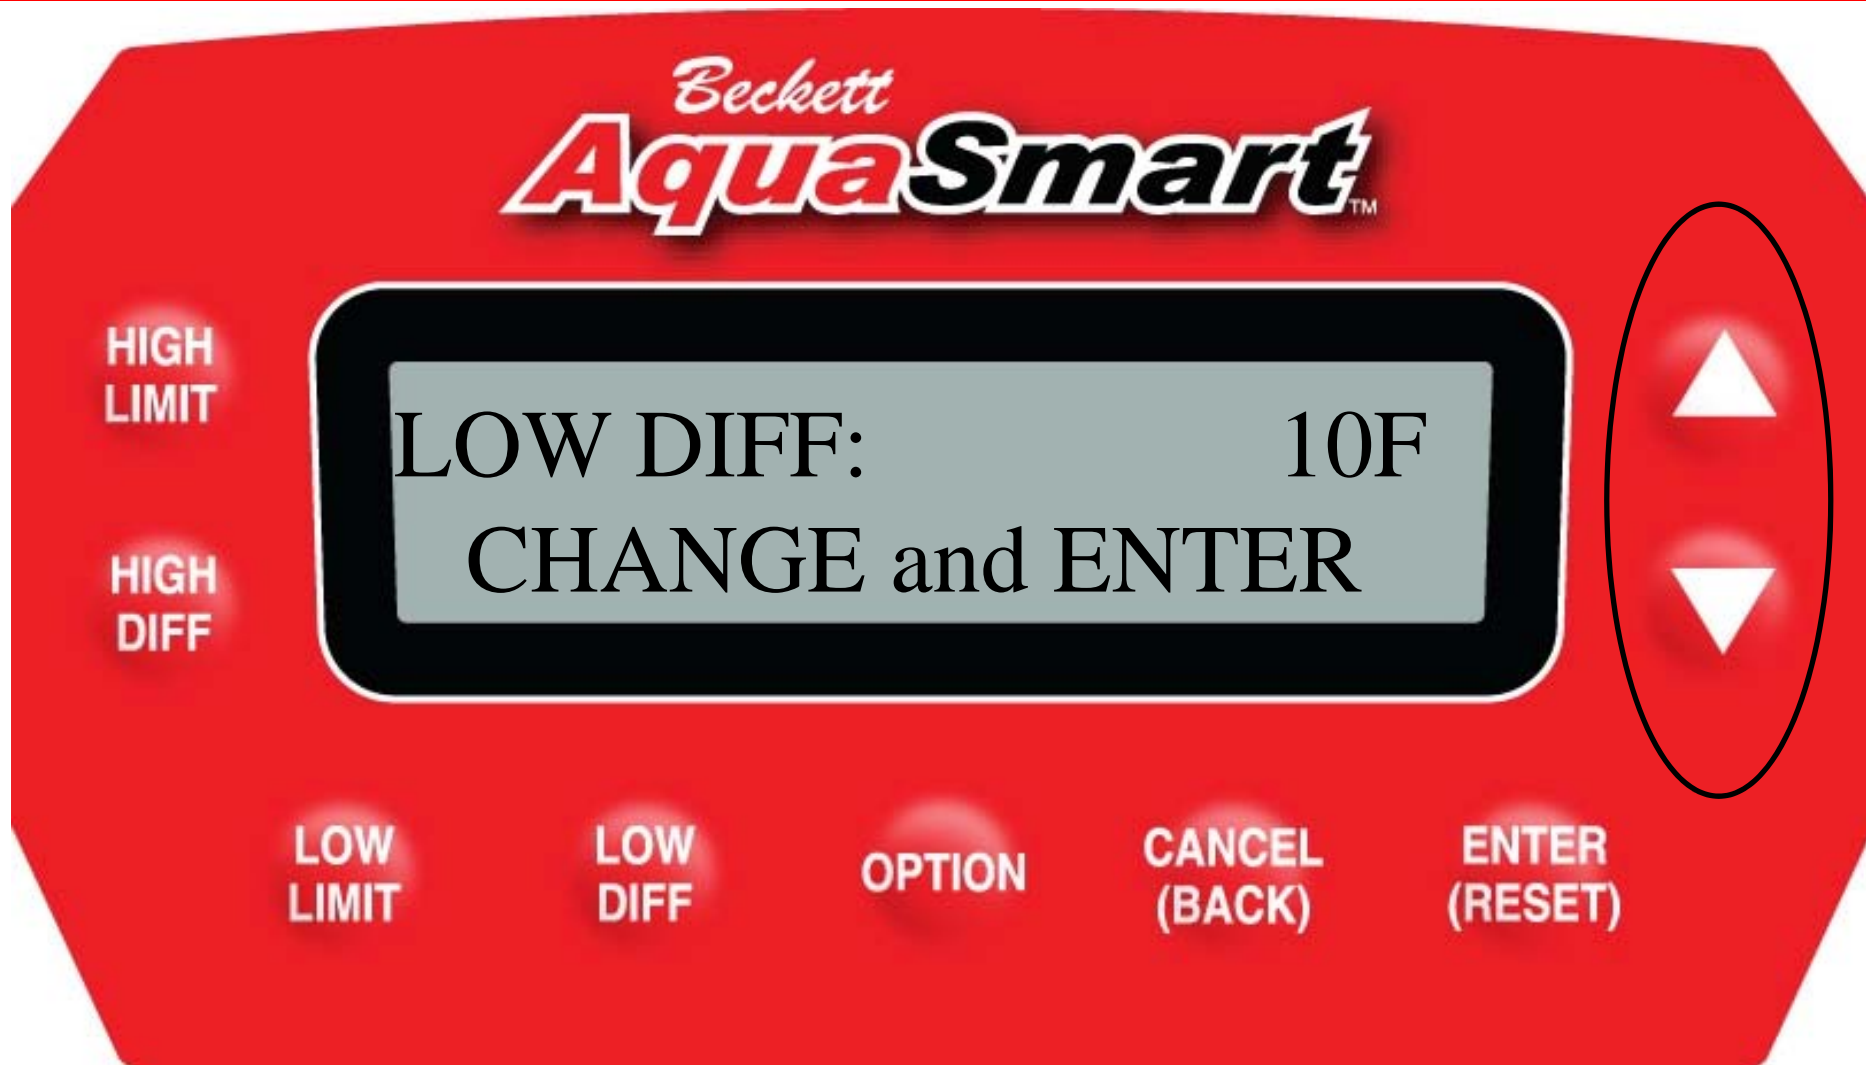 Beckett
AquaSmart™
HIGH
LIMIT
LOW DIFF: 10F
CHANGE and ENTER
HIGH
DIFF
LOW
LIMIT
LOW
DIFF
OPTION
CANCEL
(BACK)
ENTER
(RESET)